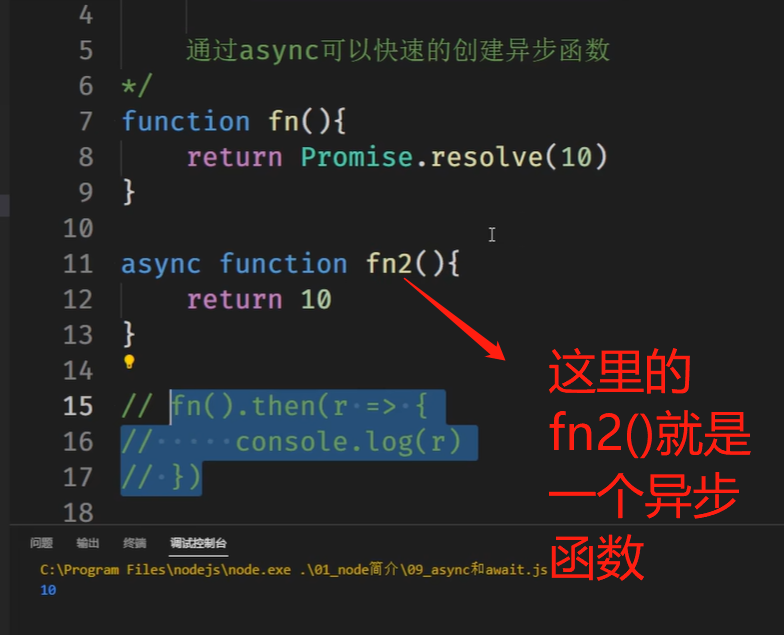 4
5 通过async可以快速的创建异步函数
6 */
7 function fn(){
8 return Promise.resolve(10)
9 }
10
11 async function fn2(){
12 return 10
13 }
14
15 // fn().then(r => {
16 // console.log(r)
17 // })
18
这里的
fn2()就是
一个异步
函数
问题 输出 终端 调试控制台
C:\Program Files\nodejs\node.exe .\01_node简介\09_async和await.js
10